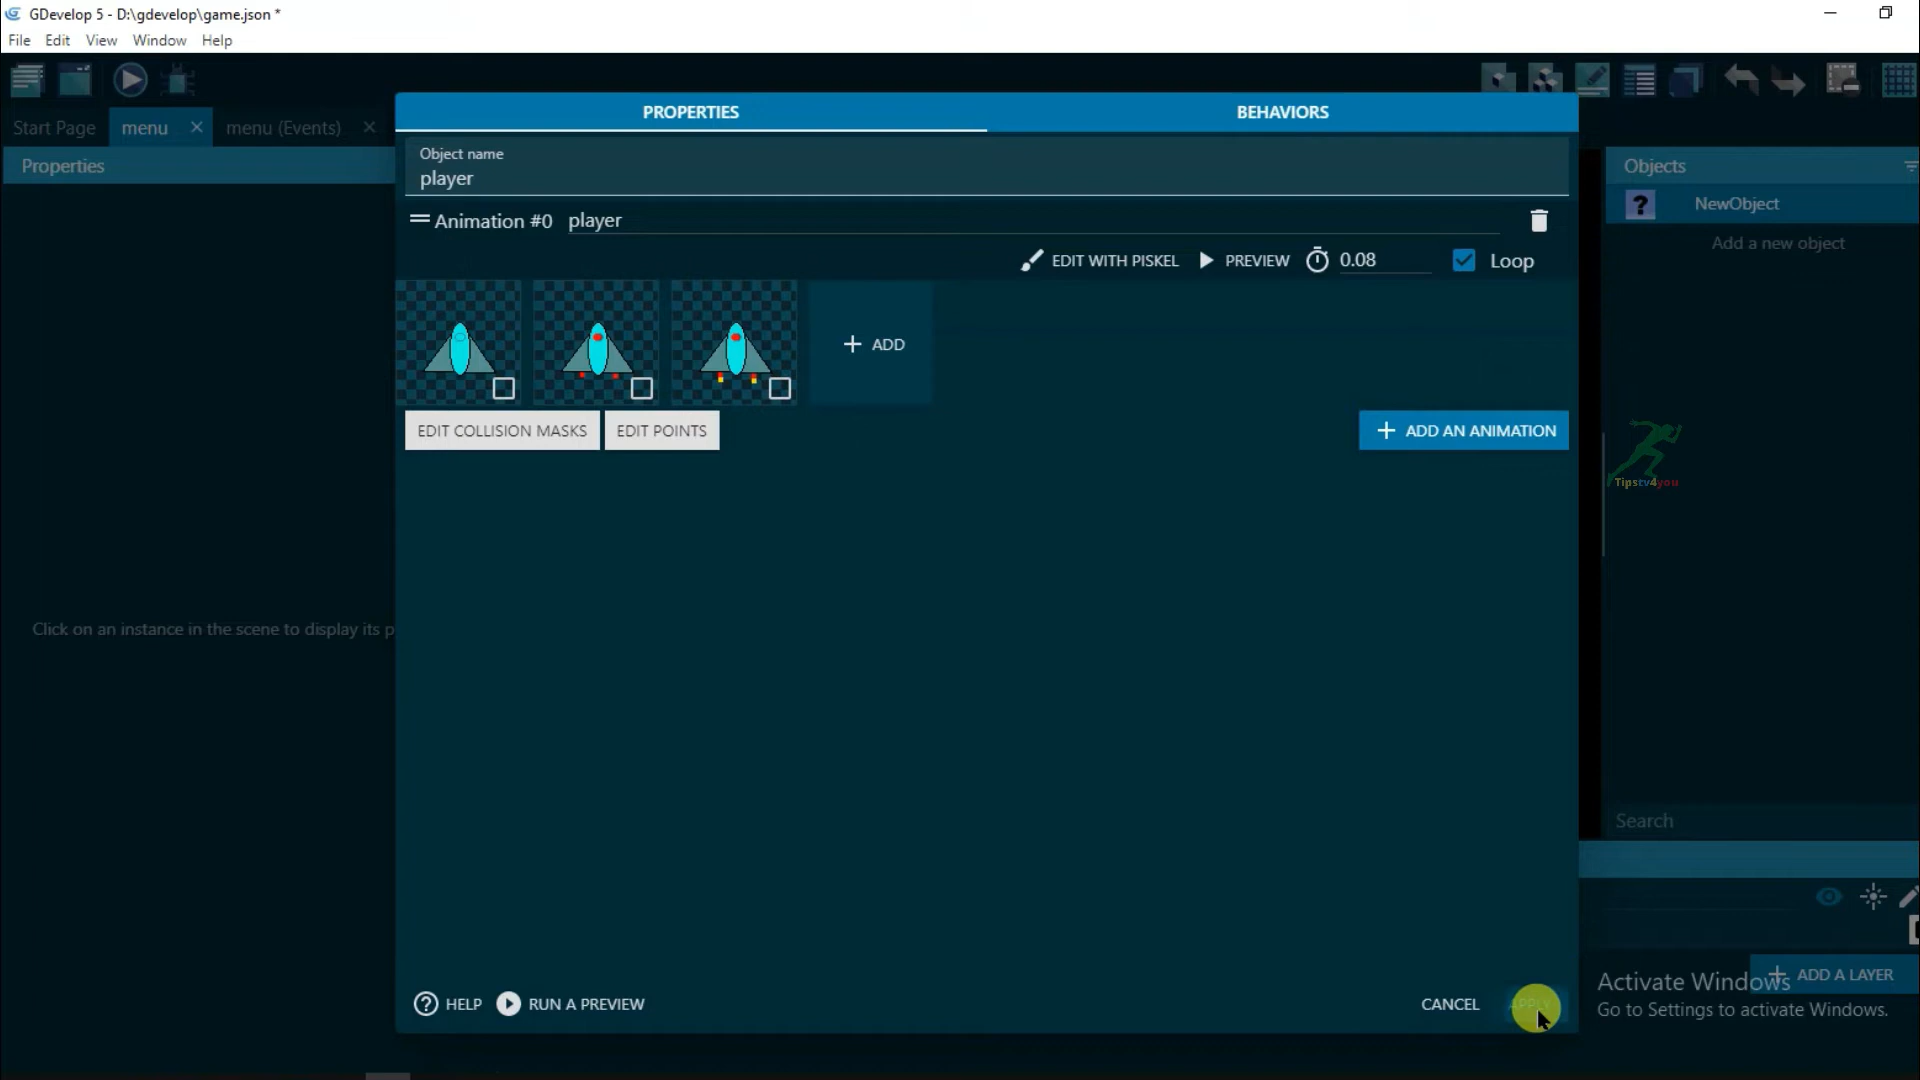 GDevelop 5 - D:\gdevelop\game.json *
File Edit View Window Help
Start Page menu menu (Events)
PROPERTIES BEHAVIORS
Properties
Object name
player
Animation #0 player
EDIT WITH PISKEL PREVIEW 0.08 Loop
+ ADD
EDIT COLLISION MASKS EDIT POINTS + ADD AN ANIMATION
Click on an instance in the scene to display its p
HELP RUN A PREVIEW CANCEL APPLY
Objects
? NewObject
Add a new object
Tipstv4you
Search
+ ADD A LAYER
Activate Windows
Go to Settings to activate Windows.